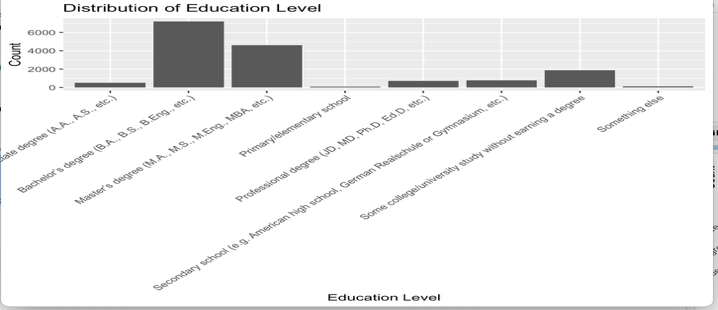 Distribution of Education Level
Count
6000
4000
2000
0
degree (A.A., A.S., etc.)
Bachelor's degree (B.A., B.S., B.Eng., etc.)
Master's degree (M.A., M.S., M.Eng., MBA, etc.)
Primary/elementary school
Professional degree (JD, MD, Ph.D, Ed.D, etc.)
Secondary school (e.g. American high school, German Realschule or Gymnasium, etc.)
Some college/university study without earning a degree
Something else
Education Level